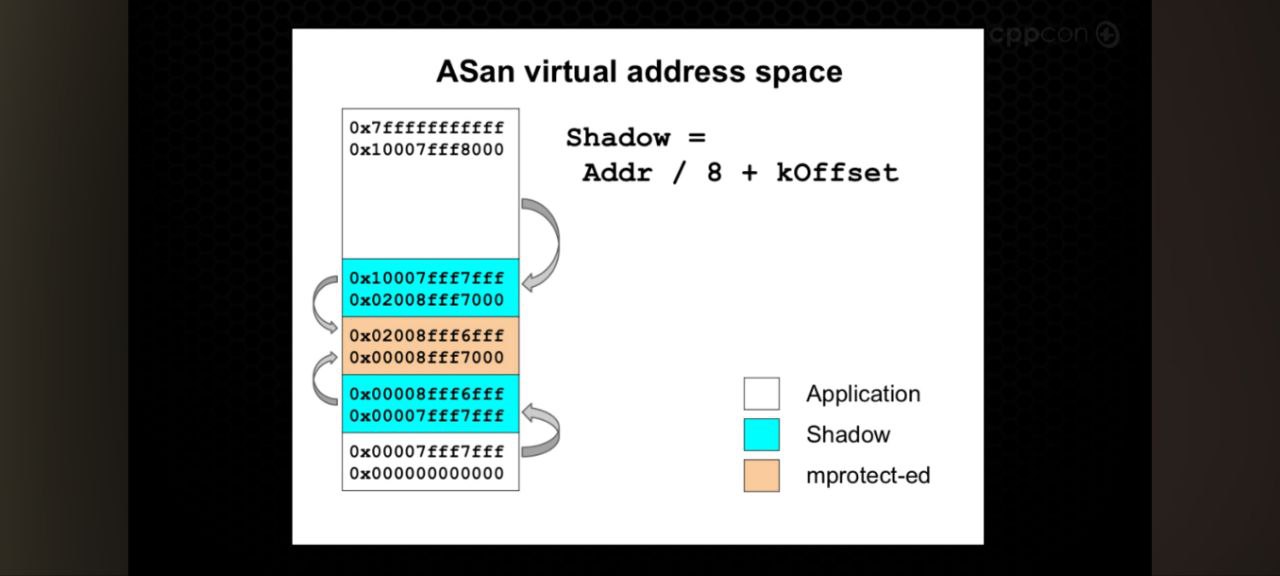 cppcon
ASan virtual address space
0x7fffffffffff
0x10007fff8000
Shadow =
Addr / 8 + kOffset
0x10007fff7fff
0x02008fff7000
0x02008fff6fff
0x00008fff7000
0x00008fff6fff
0x00007fff7fff
0x00007fff7fff
0x000000000000
Application
Shadow
mprotect-ed